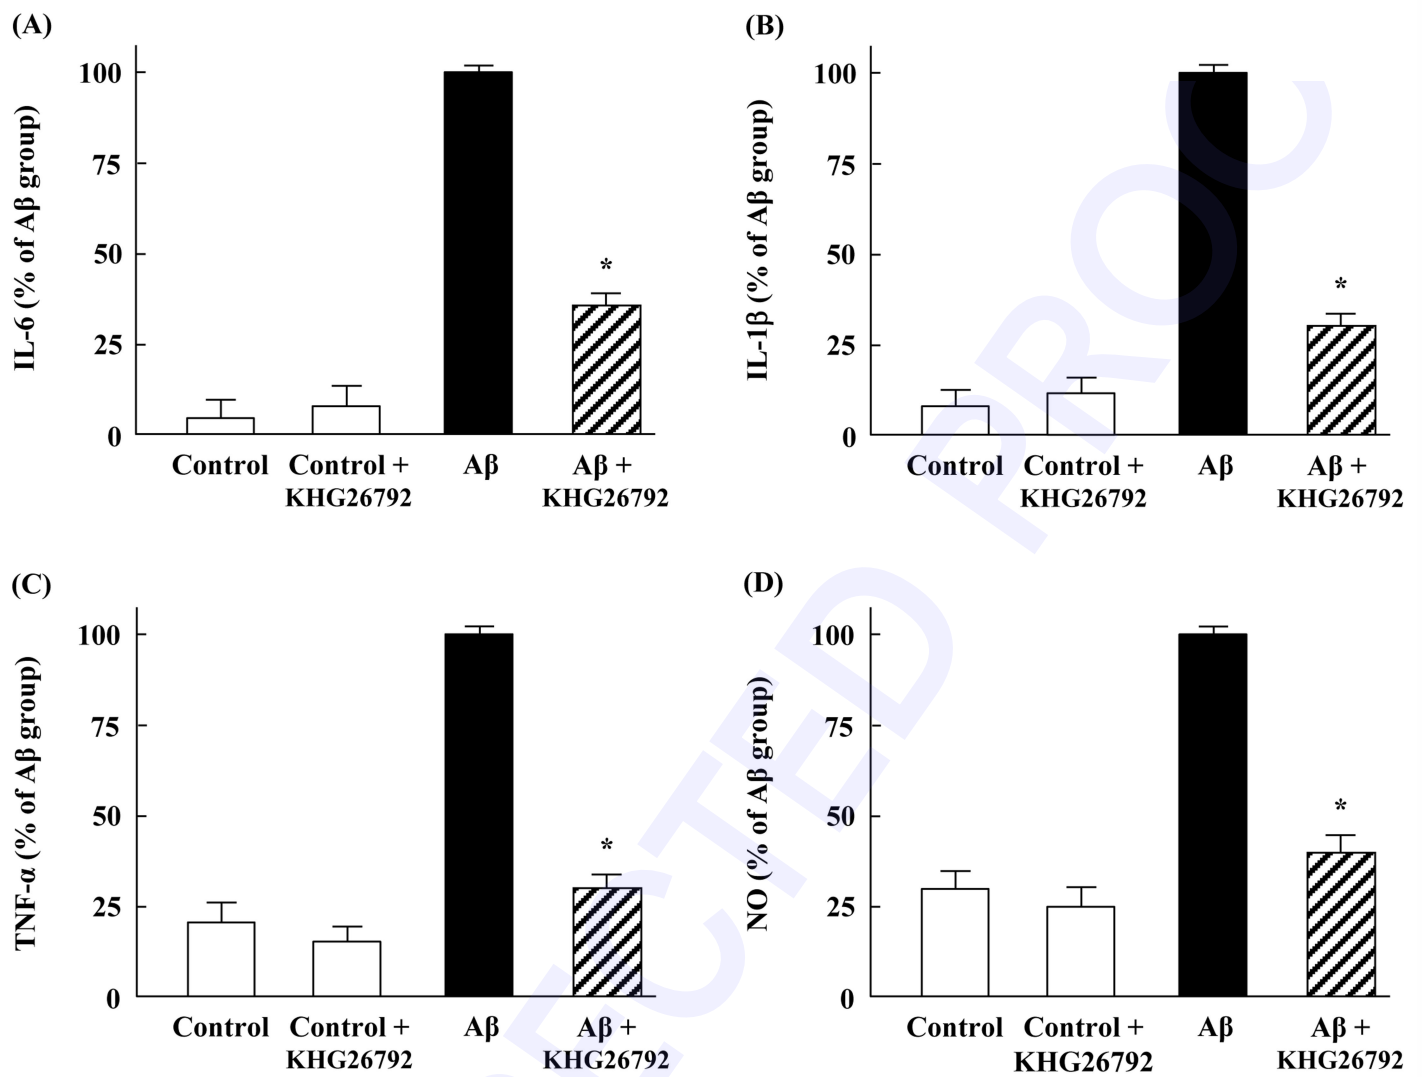 (A)
IL-6 (% of Aβ group)
100
75
50
25
0
*
Control
Control +
KHG26792
Aβ
Aβ +
KHG26792
(B)
IL-1β (% of Aβ group)
100
75
50
25
0
*
Control
Control +
KHG26792
Aβ
Aβ +
KHG26792
(C)
TNF-α (% of Aβ group)
100
75
50
25
0
*
Control
Control +
KHG26792
Aβ
Aβ +
KHG26792
(D)
NO (% of Aβ group)
100
75
50
25
0
*
Control
Control +
KHG26792
Aβ
Aβ +
KHG26792
ECTED PROO